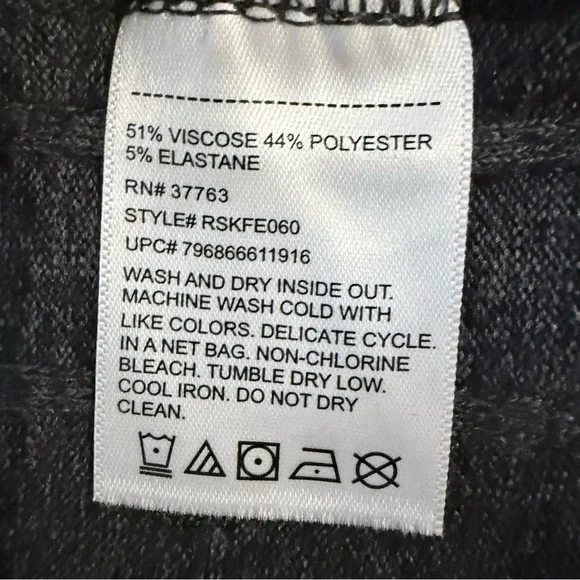 51% VISCOSE 44% POLYESTER
5% ELASTANE
RN# 37763
STYLE# RSKFE060
UPC# 796866611916
WASH AND DRY INSIDE OUT.
MACHINE WASH COLD WITH
LIKE COLORS. DELICATE CYCLE.
IN A NET BAG. NON-CHLORINE
BLEACH. TUMBLE DRY LOW.
COOL IRON. DO NOT DRY
CLEAN.